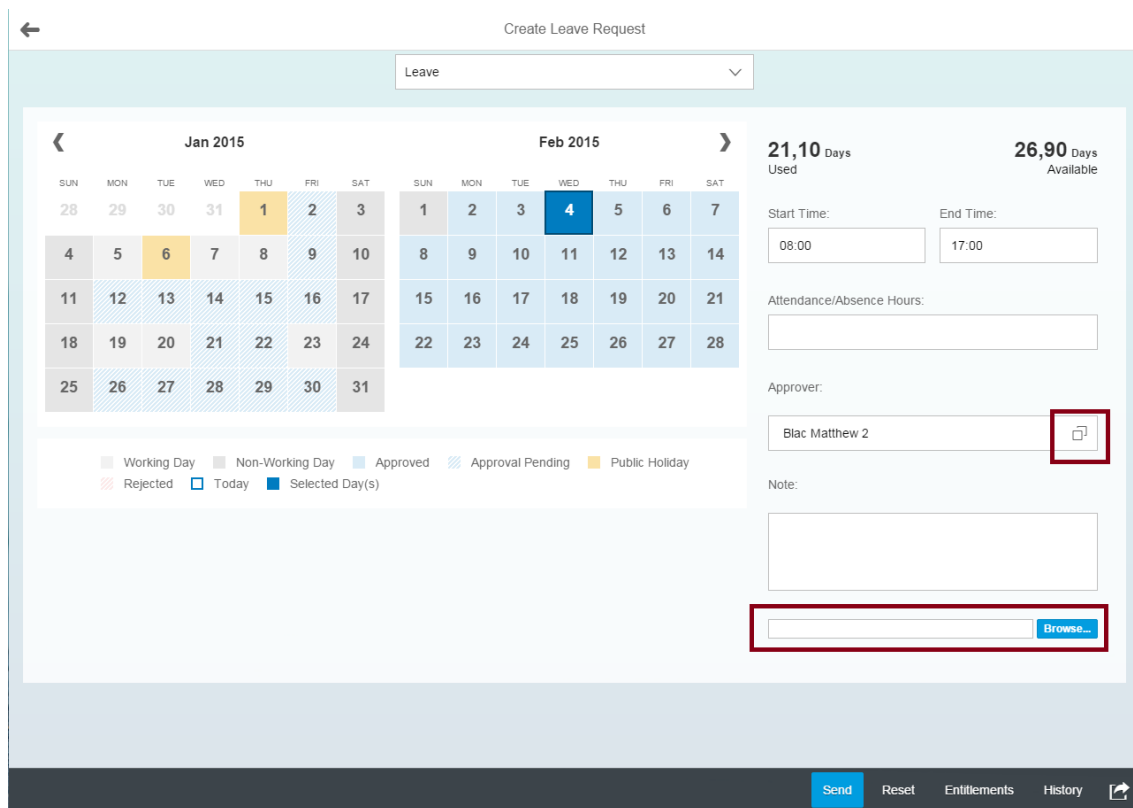 Create Leave Request
Leave
Jan 2015
Feb 2015
SUN MON TUE WED THU FRI SAT
28 29 30 31 1 2 3
4 5 6 7 8 9 10
11 12 13 14 15 16 17
18 19 20 21 22 23 24
25 26 27 28 29 30 31
SUN MON TUE WED THU FRI SAT
1 2 3 4 5 6 7
8 9 10 11 12 13 14
15 16 17 18 19 20 21
22 23 24 25 26 27 28
Working Day Non-Working Day Approved Approval Pending Public Holiday
Rejected Today Selected Day(s)
21,10 Days
Used
26,90 Days
Available
Start Time:
08:00
End Time:
17:00
Attendance/Absence Hours:
Approver:
Blac Matthew 2
Note:
Browse...
Send Reset Entitlements History